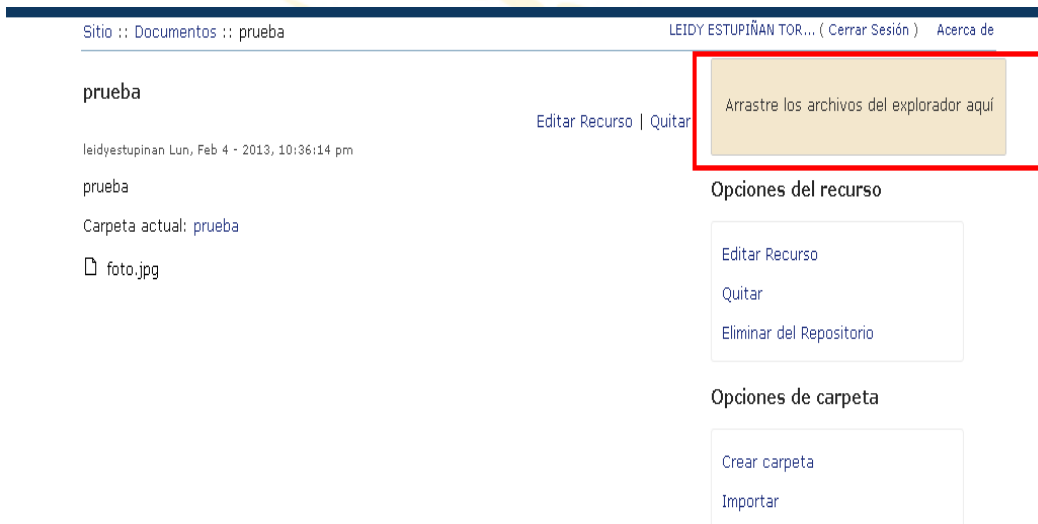 Sitio :: Documentos :: prueba
LEIDY ESTUPIÑAN TOR... ( Cerrar Sesión ) Acerca de
prueba
Editar Recurso | Quitar
leidyestupinan Lun, Feb 4 - 2013, 10:36:14 pm
prueba
Carpeta actual: prueba
foto.jpg
Arrastre los archivos del explorador aquí
Opciones del recurso
Editar Recurso
Quitar
Eliminar del Repositorio
Opciones de carpeta
Crear carpeta
Importar